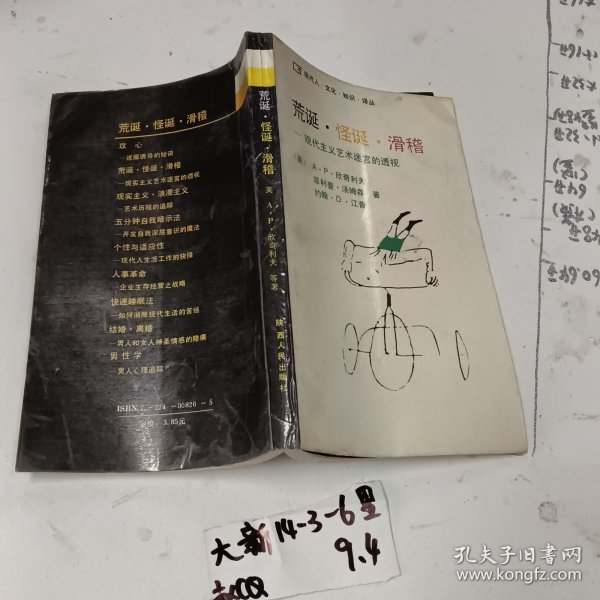 现代人·文化·知识·译丛
荒诞·怪诞·滑稽
——现代主义艺术迷宫的透视
〔美〕A·P·欣奇利夫
菲利普·汤姆森 著
约翰·D·江普
荒诞·怪诞·滑稽
美 A·P·欣奇利夫 等著
陕西人民出版社
荒诞·怪诞·滑稽
攻心
—说服诱导的秘诀
荒诞·怪诞·滑稽
—现实主义艺术迷宫的透视
现实主义·浪漫主义
—艺术历程的追踪
五分钟自我暗示法
—开发自我深层意识的魔法
个性与适应性
—现代人生活工作的抉择
人事革命
—企业生存经营之战略
快速睡眠法
—如何消除现代生活的苦恼
结婚·离婚
—男人和女人神圣情感的隐痛
男性学
—男人心理追踪
ISBN 7-224-00826-5
定价:3.85元
大新14-3-6里
9.4
孔夫子旧书网
www.kongfz.com